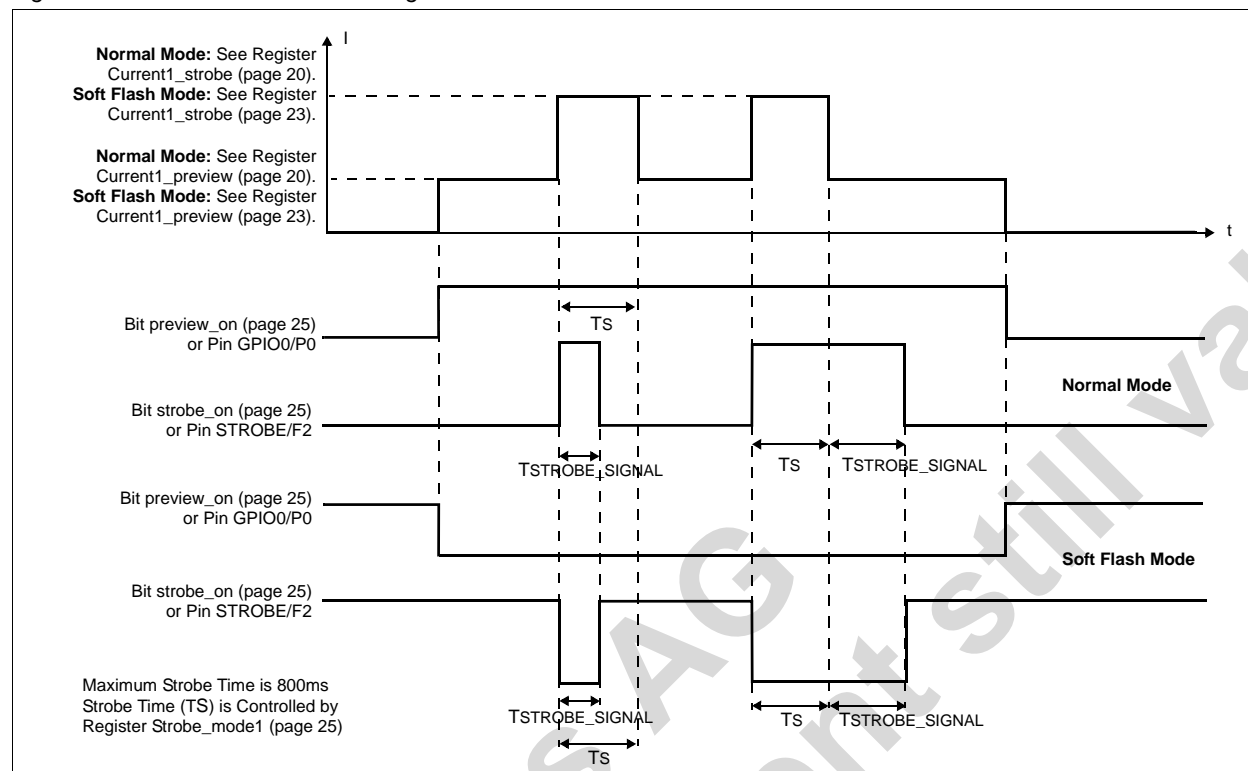 I
Normal Mode: See Register
Current1_strobe (page 20).
Soft Flash Mode: See Register
Current1_strobe (page 23).
Normal Mode: See Register
Current1_preview (page 20).
Soft Flash Mode: See Register
Current1_preview (page 23).
t
Bit preview_on (page 25)
or Pin GPIO0/P0
TS
Normal Mode
Bit strobe_on (page 25)
or Pin STROBE/F2
TSTROBE_SIGNAL
TS
TSTROBE_SIGNAL
Bit preview_on (page 25)
or Pin GPIO0/P0
Soft Flash Mode
Bit strobe_on (page 25)
or Pin STROBE/F2
Maximum Strobe Time is 800ms
Strobe Time (TS) is Controlled by
Register Strobe_mode1 (page 25)
TSTROBE_SIGNAL
TS
TS
TSTROBE_SIGNAL
AG
still